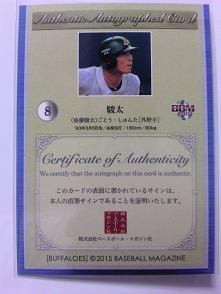 Authentic Autographed Card
8
駿太
BBM
2015
(後藤駿太)ごとう・しゅんた[外野手]
'93年3月5日生 180cm/80kg
Certificate of Authenticity
We certify that the autograph on this card is authentic.
このカードの表面に書かれているサインは、
本人の直筆サインであることを証明いたします。
株式会社ベースボール・マガジン社
[BUFFALOES] ©2015 BASEBALL MAGAZINE